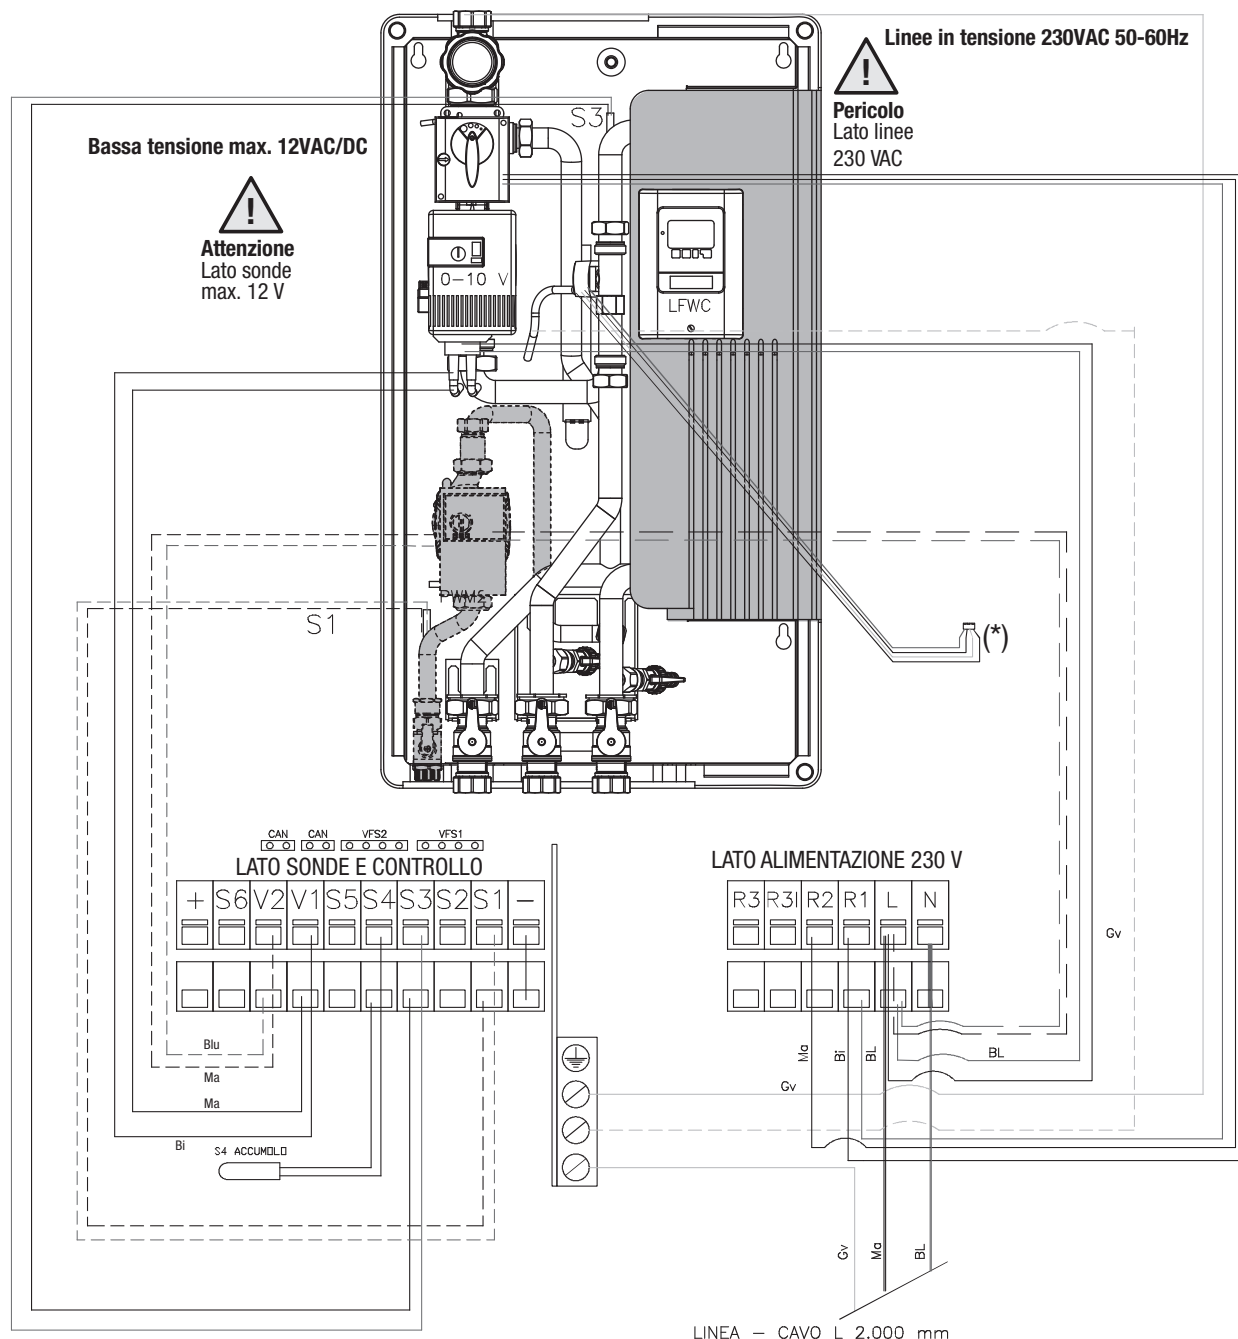 Linee in tensione 230VAC 50-60Hz
!
Pericolo
Lato linee
230 VAC
S3
Bassa tensione max. 12VAC/DC
!
Attenzione
Lato sonde
max. 12 V
0-10 V
LFWC
S1
(*)
CAN CAN VFS2 VFS1
LATO SONDE E CONTROLLO
LATO ALIMENTAZIONE 230 V
+ S6 V2 V1 S5 S4 S3 S2 S1 -
R3 R3I R2 R1 L N
Gv
Blu
Ma
Ma
Bi
S4 ACCUMOLO
Ma
Bi
BL
BL
Gv
Gv
Ma
BL
LINEA - CAVO L 2.000 mm